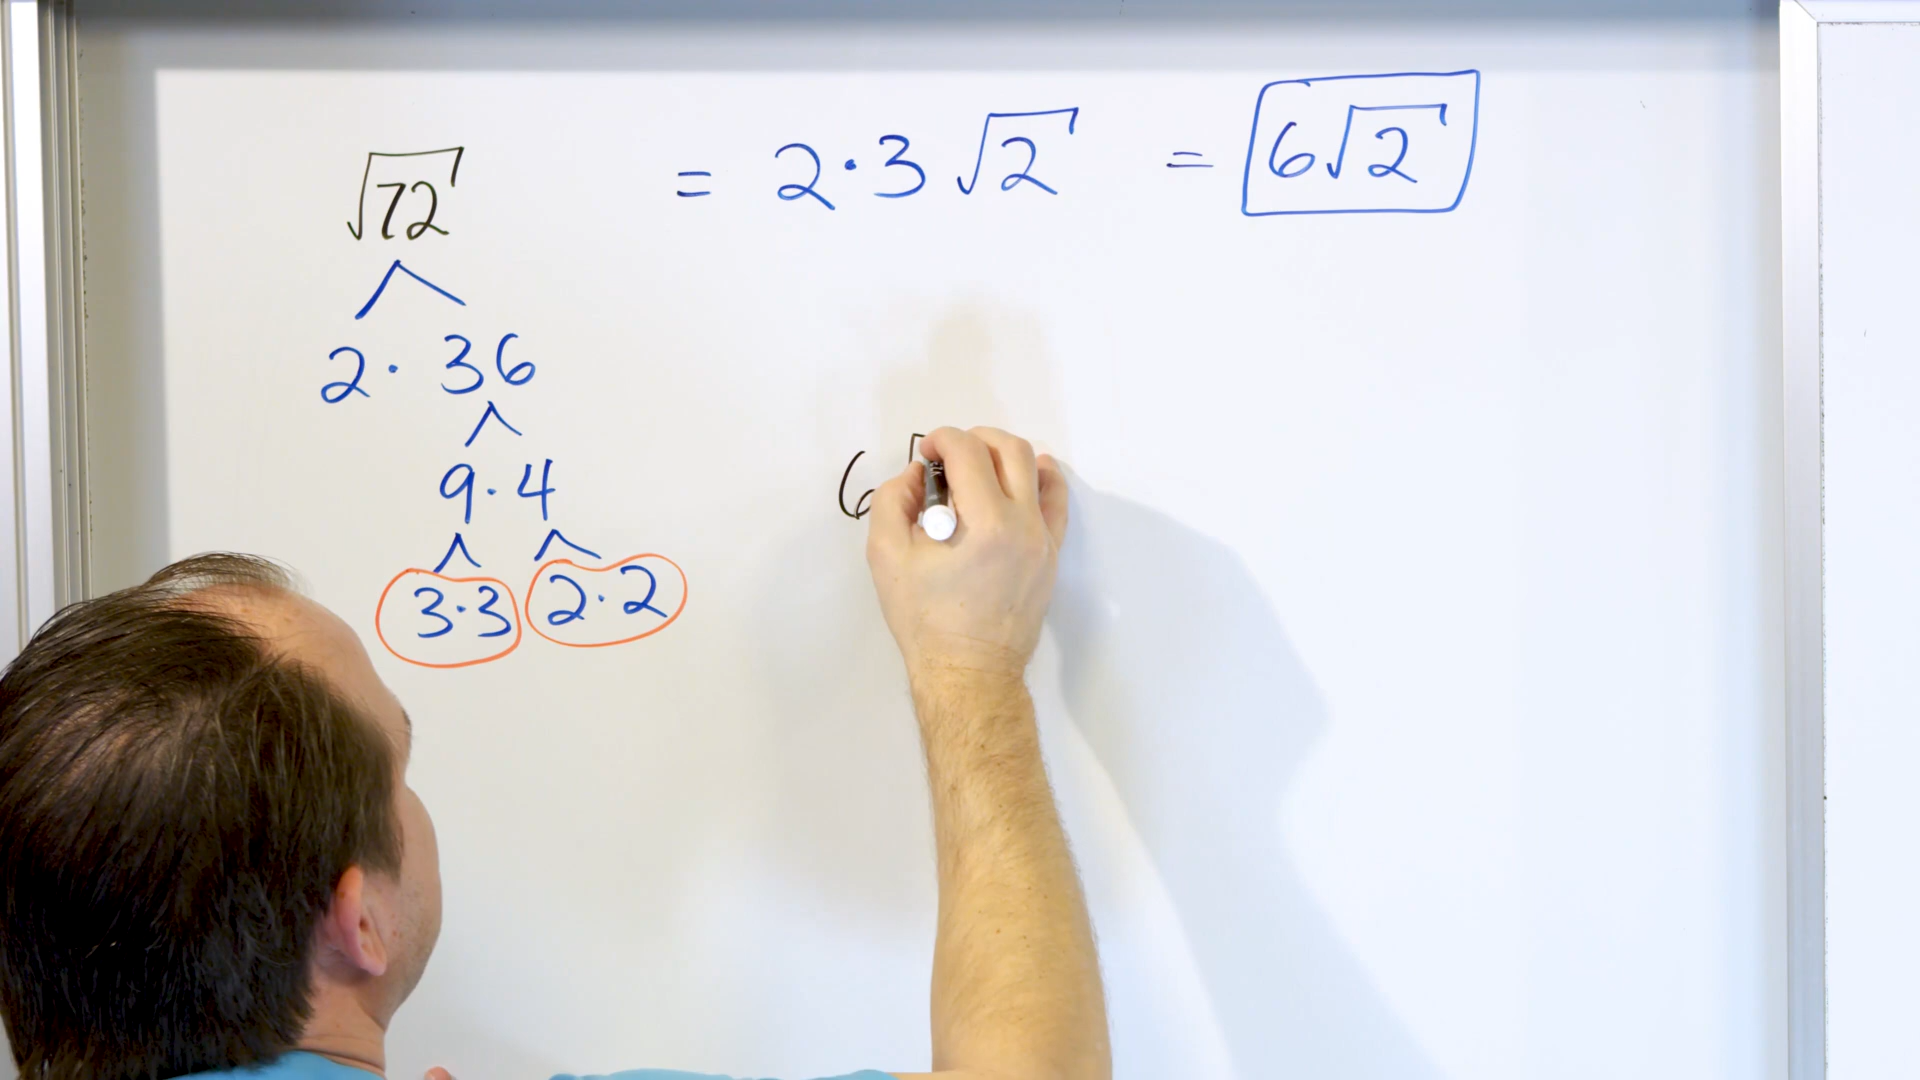 √72 = 2·3√2 = 6√2
2· 36
9·4
3·3 2·2
6